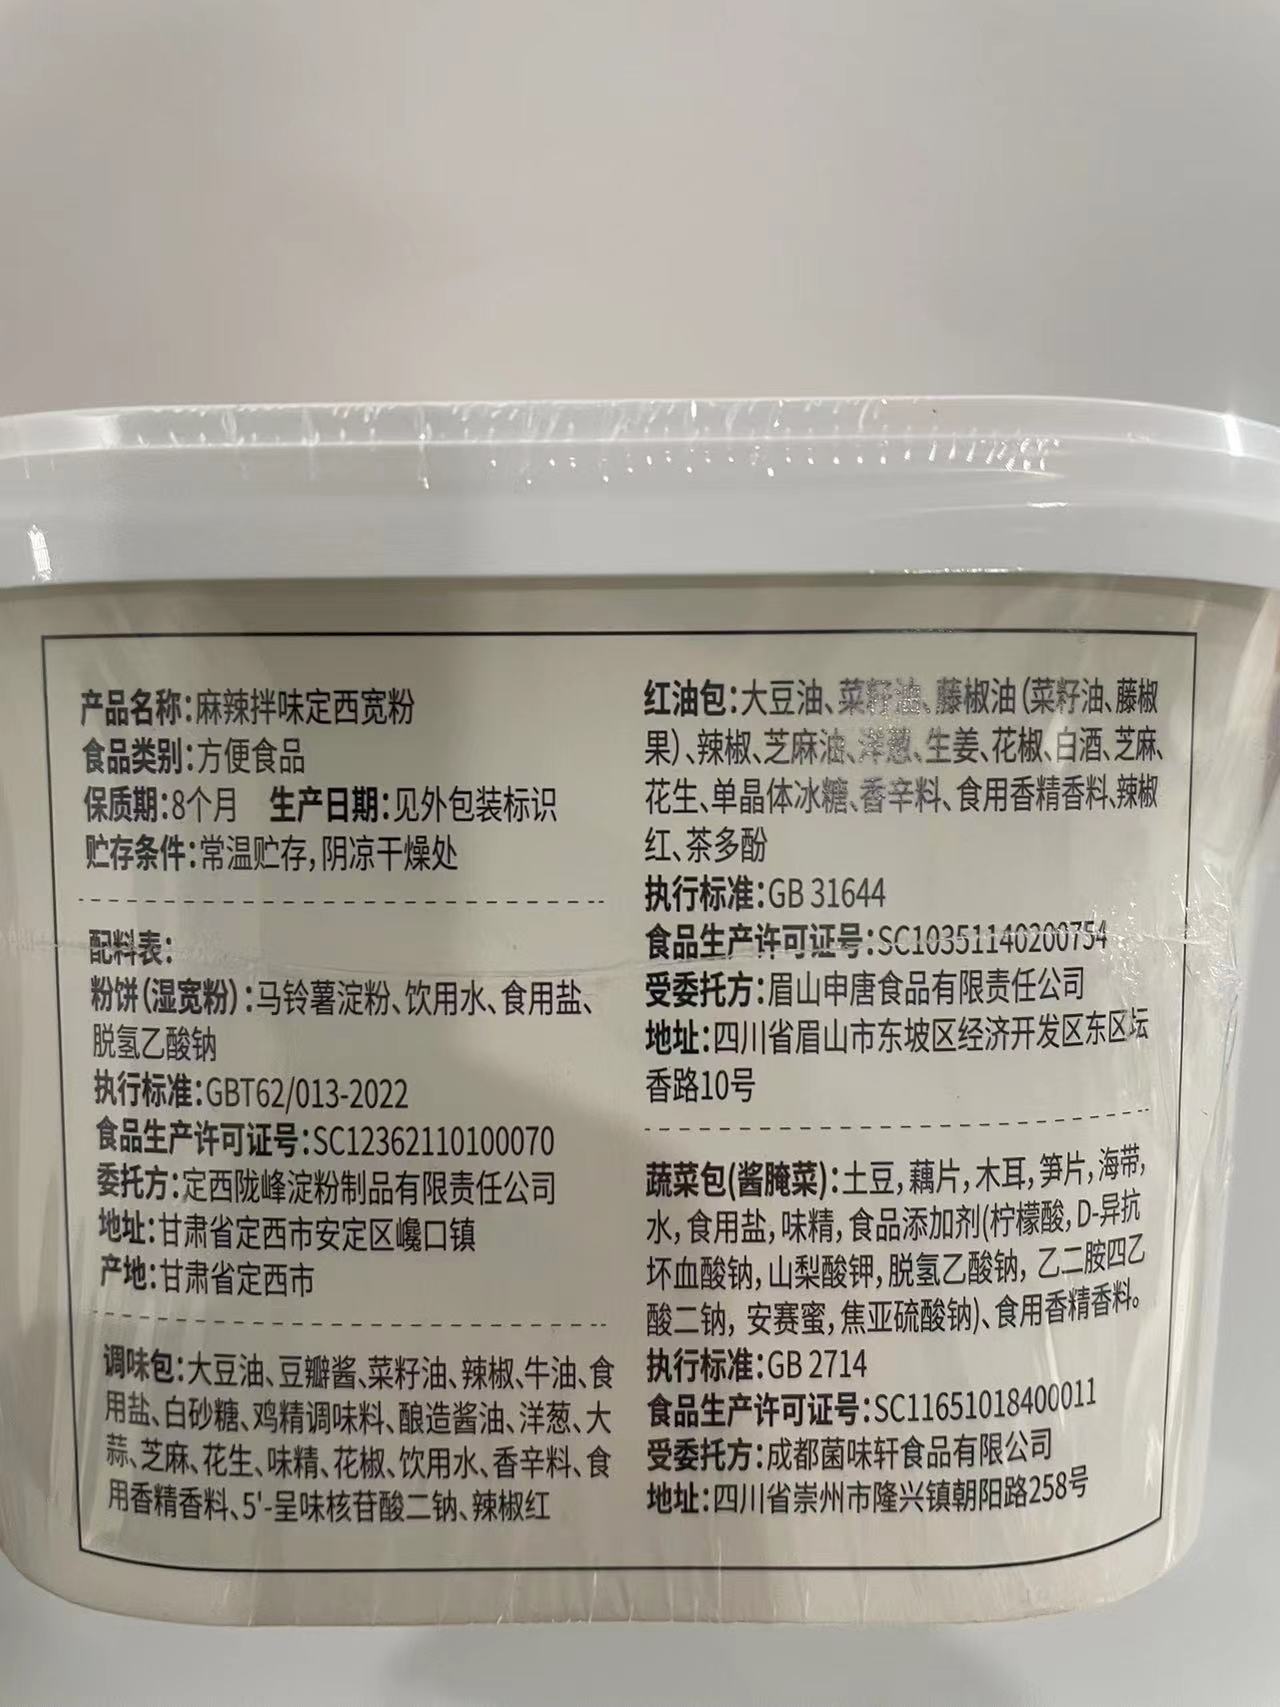 产品名称:麻辣拌味定西宽粉
食品类别:方便食品
保质期:8个月 生产日期:见外包装标识
贮存条件:常温贮存,阴凉干燥处
配料表:
粉饼(湿宽粉):马铃薯淀粉、饮用水、食用盐、
脱氢乙酸钠
执行标准:GBT62/013-2022
食品生产许可证号:SC12362110100070
委托方:定西陇峰淀粉制品有限责任公司
地址:甘肃省定西市安定区巉口镇
产地:甘肃省定西市
调味包:大豆油、豆瓣酱、菜籽油、辣椒、牛油、食
用盐、白砂糖、鸡精调味料、酿造酱油、洋葱、大
蒜、芝麻、花生、味精、花椒、饮用水、香辛料、食
用香精香料、5'-呈味核苷酸二钠、辣椒红
红油包:大豆油、菜籽油、藤椒油(菜籽油、藤椒
果)、辣椒、芝麻油、洋葱、生姜、花椒、白酒、芝麻、
花生、单晶体冰糖、香辛料、食用香精香料、辣椒
红、茶多酚
执行标准:GB 31644
食品生产许可证号:SC10351140200754
受委托方:眉山申唐食品有限责任公司
地址:四川省眉山市东坡区经济开发区东区坛
香路10号
蔬菜包(酱腌菜):土豆,藕片,木耳,笋片,海带,
水,食用盐,味精,食品添加剂(柠檬酸,D-异抗
坏血酸钠,山梨酸钾,脱氢乙酸钠,乙二胺四乙
酸二钠,安赛蜜,焦亚硫酸钠)、食用香精香料。
执行标准:GB 2714
食品生产许可证号:SC11651018400011
受委托方:成都菌味轩食品有限公司
地址:四川省崇州市隆兴镇朝阳路258号